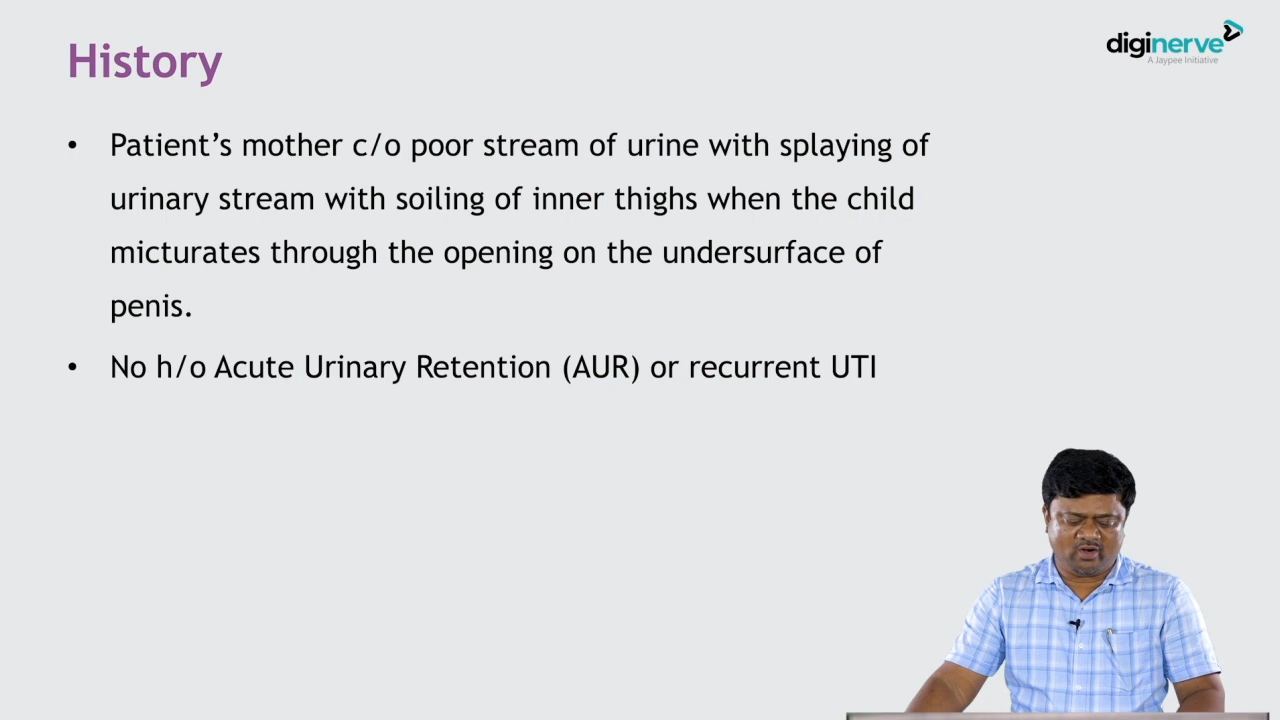 History
diginerve
A Jaypee Initiative
• Patient’s mother c/o poor stream of urine with splaying of
urinary stream with soiling of inner thighs when the child
micturates through the opening on the undersurface of
penis.
• No h/o Acute Urinary Retention (AUR) or recurrent UTI